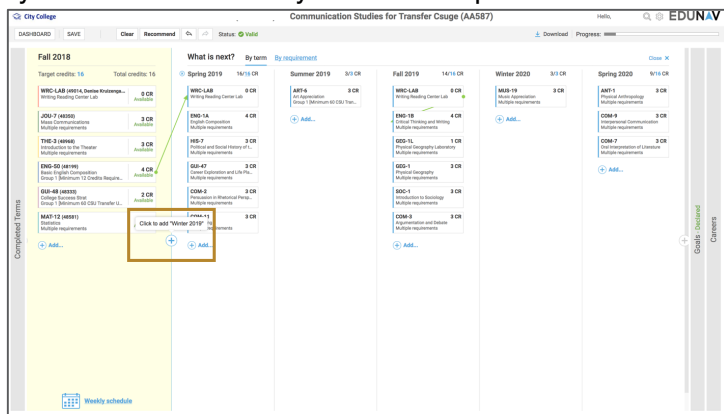 City College
Communication Studies for Transfer Csuge (AA587)
Hello,
EDUNAV
DASHBOARD SAVE Clear Recommend Status: Valid
Download Progress:
Fall 2018
Target credits: 16 Total credits: 16
WRC-LAB (49014, Denise Kruizenga... 0 CR
Writing Reading Center Lab Available
JOU-7 (48350) 3 CR
Mass Communications Available
Multiple requirements
THE-3 (48968) 3 CR
Introduction to the Theater Available
Multiple requirements
ENG-50 (48199) 4 CR
Basic English Composition Available
Group 1 [Minimum 12 Credits Require...
GUI-48 (48333) 2 CR
College Success Strat Available
Group 1 [Minimum 60 CSU Transfer U...
MAT-12 (48581)
Statistics
Multiple requirements
Add...
Click to add "Winter 2019"
Weekly schedule
What is next? By term By requirement
Close ×
Spring 2019 16/16 CR
WRC-LAB 0 CR
Writing Reading Center Lab
ENG-1A 4 CR
English Composition
Multiple requirements
HIS-7 3 CR
Political and Social History of t...
Multiple requirements
GUI-47 3 CR
Career Exploration and Life Pla...
Multiple requirements
COM-2 3 CR
Persuasion in Rhetorical Persp...
Multiple requirements
COM-11 3 CR
Add...
Summer 2019 3/3 CR
ART-6 3 CR
Art Appreciation
Group 1 [Minimum 60 CSU Tran...
Add...
Fall 2019 14/16 CR
WRC-LAB 0 CR
Writing Reading Center Lab
ENG-1B 4 CR
Critical Thinking and Writing
Multiple requirements
GEG-1L 1 CR
Physical Geography Laboratory
Multiple requirements
GEG-1 3 CR
Physical Geography
Multiple requirements
SOC-1 3 CR
Introduction to Sociology
Multiple requirements
COM-3 3 CR
Argumentation and Debate
Multiple requirements
Add...
Winter 2020 3/3 CR
MUS-19 3 CR
Music Appreciation
Multiple requirements
Add...
Spring 2020 9/16 CR
ANT-1 3 CR
Physical Anthropology
Multiple requirements
COM-9 3 CR
Interpersonal Communication
Multiple requirements
COM-7 3 CR
Oral Interpretation of Literature
Multiple requirements
Add...
Completed Terms
Goals Declared
Careers